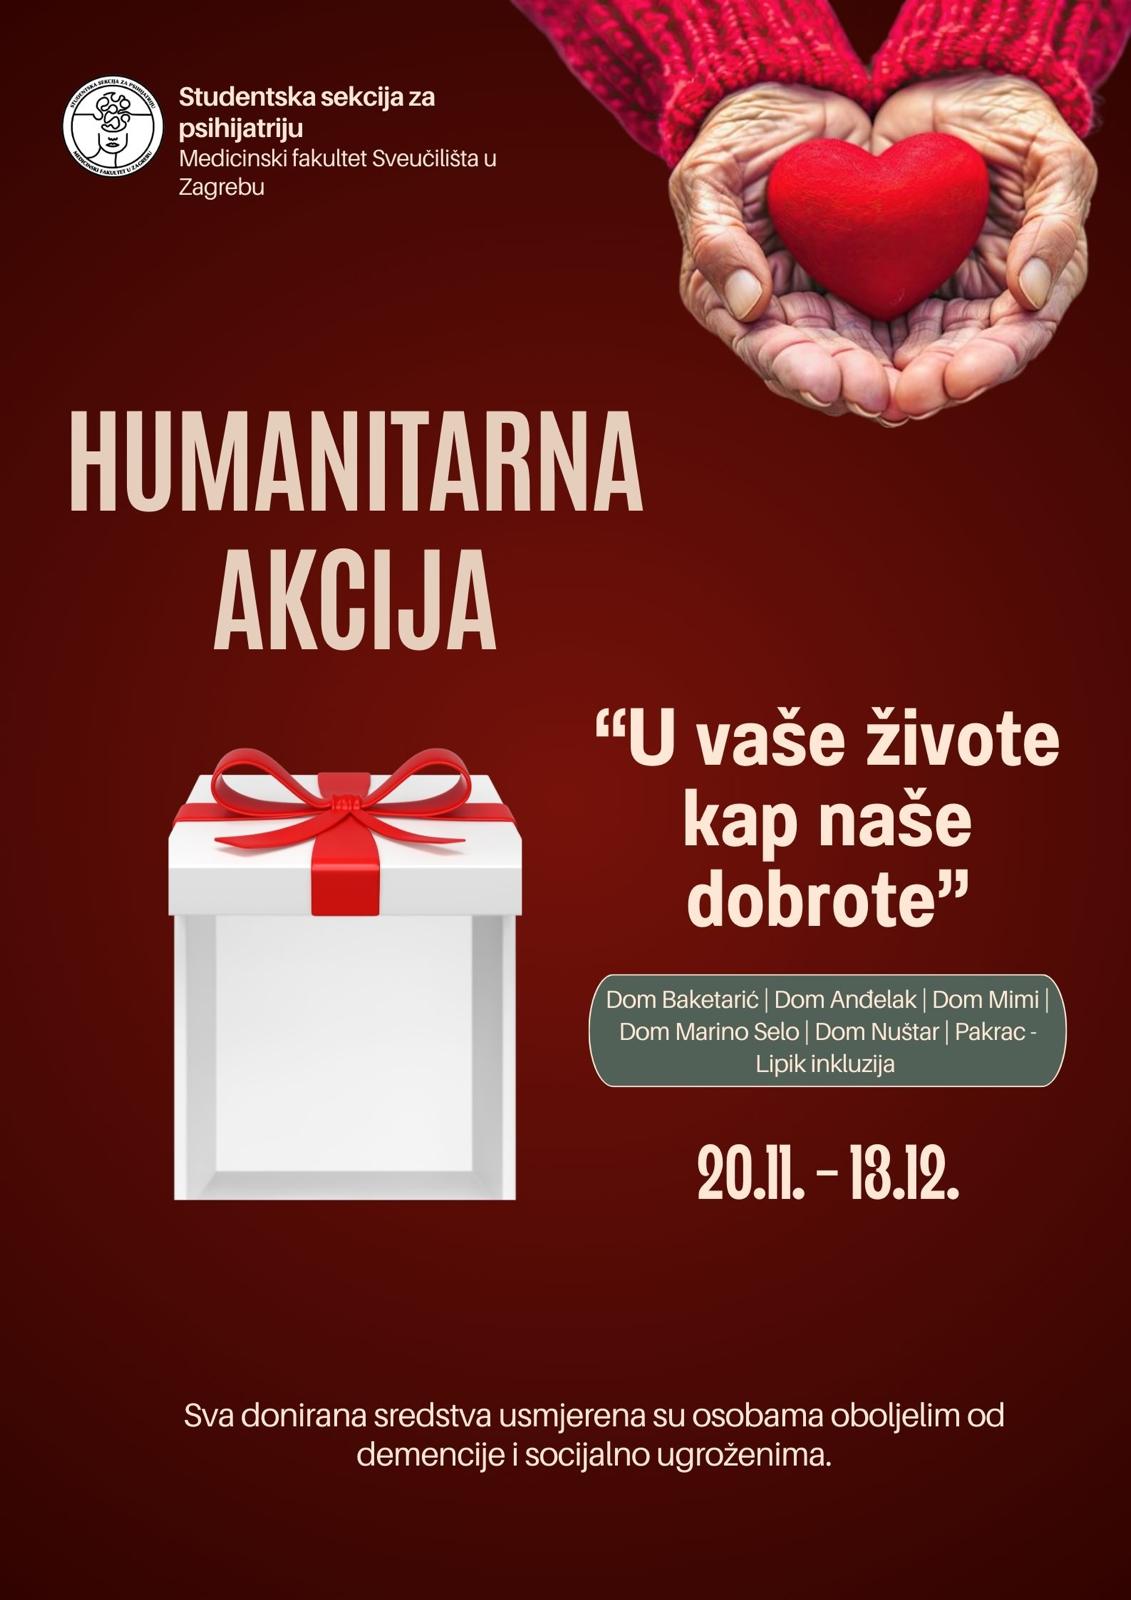 STUDENTSKA SEKCIJA ZA PSIHIJATRIJU
MEDICINSKI FAKULTET U ZAGREBU
Studentska sekcija za
psihijatriju
Medicinski fakultet Sveučilišta u
Zagrebu
HUMANITARNA
AKCIJA
“U vaše živote
kap naše
dobrote”
Dom Baketarić | Dom Anđelak | Dom Mimi |
Dom Marino Selo | Dom Nuštar | Pakrac -
Lipik inkluzija
20.11. – 13.12.
Sva donirana sredstva usmjerena su osobama oboljelim od
demencije i socijalno ugroženima.